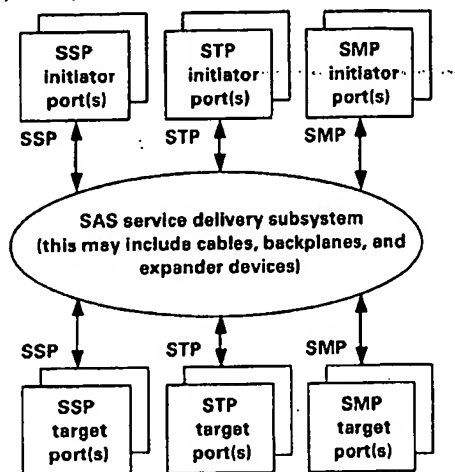 SSP
initiator
port(s)
STP
initiator
port(s)
SMP
initiator
port(s)
SSP
STP
SMP
SAS service delivery subsystem
(this may include cables, backplanes, and
expander devices)
SSP
STP
SMP
SSP
target
port(s)
STP
target
port(s)
SMP
target
port(s)